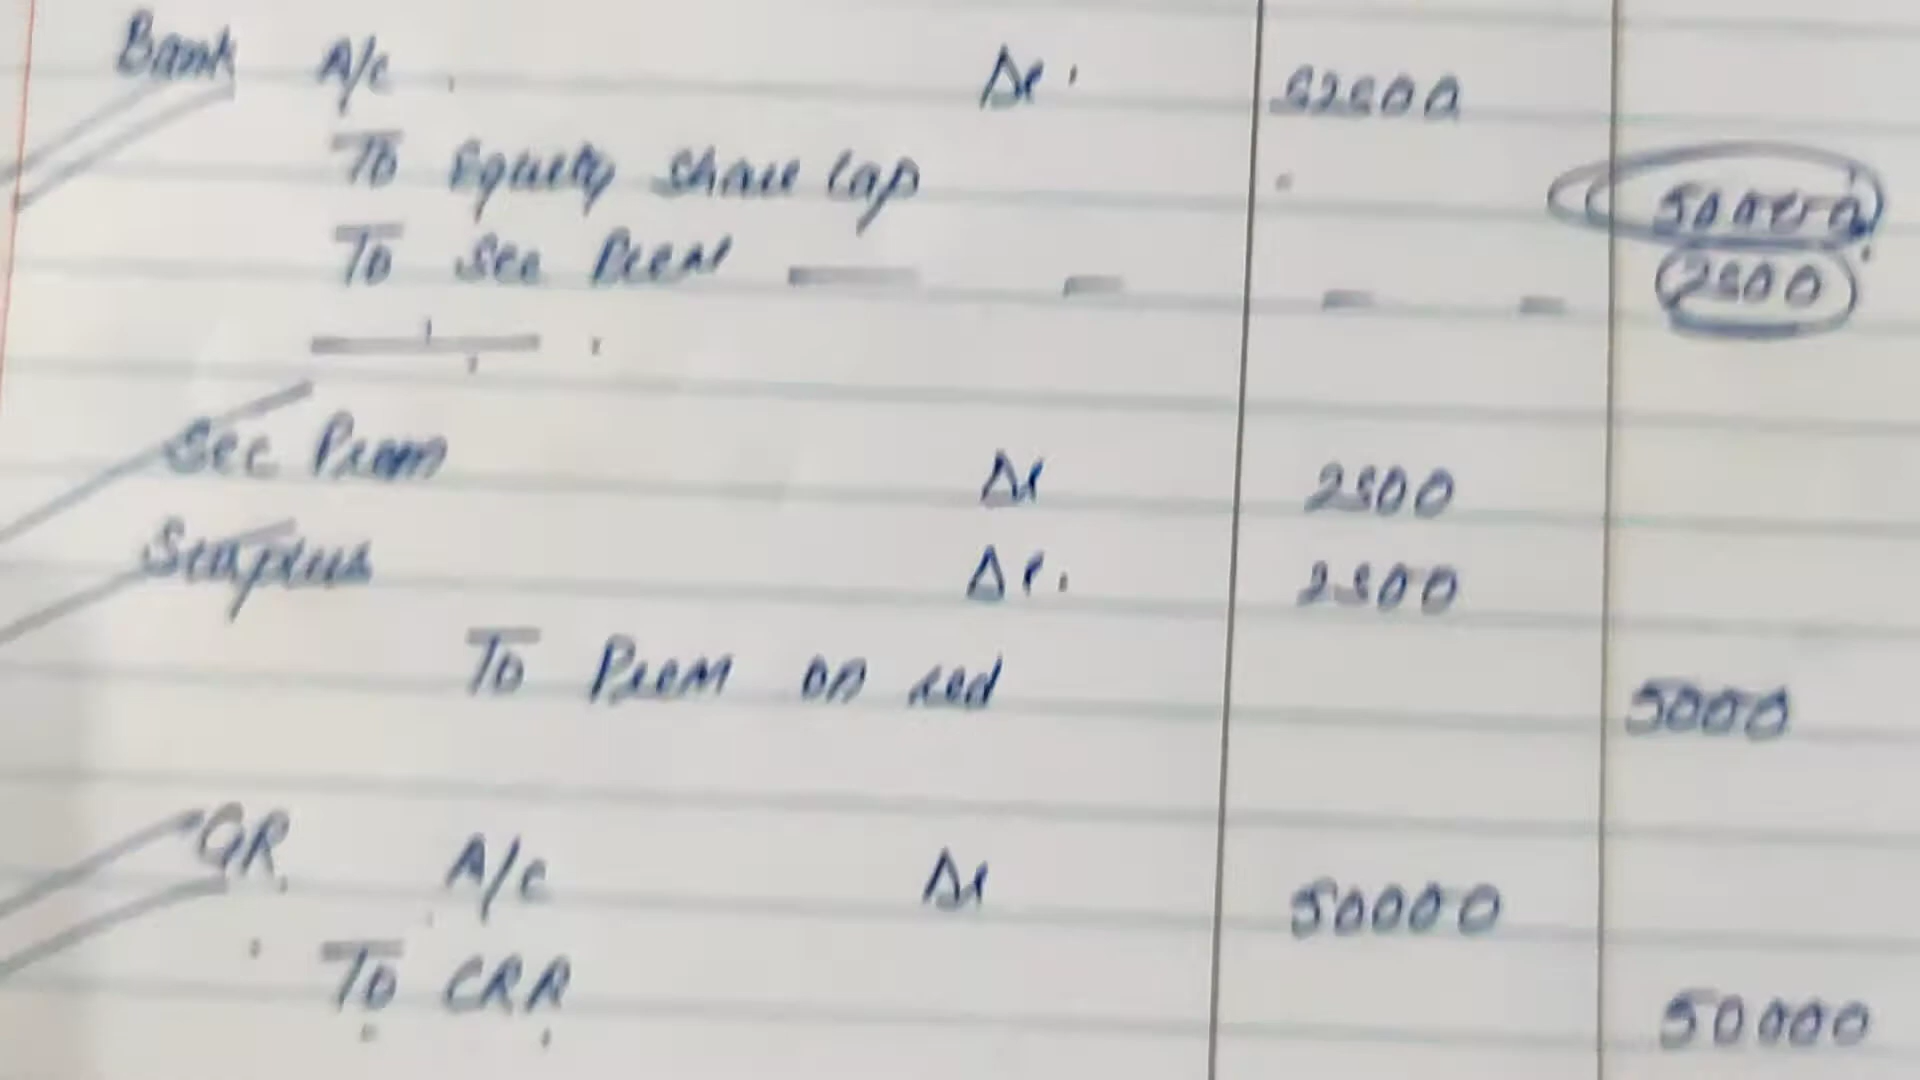 Bank A/c Dr. 52500
To Equity Share Cap 50000
To Sec Prem 2500
Sec Prem Dr 2500
Surplus Dr. 2500
To Prem on red 5000
GR A/c Dr 50000
To CRR 50000